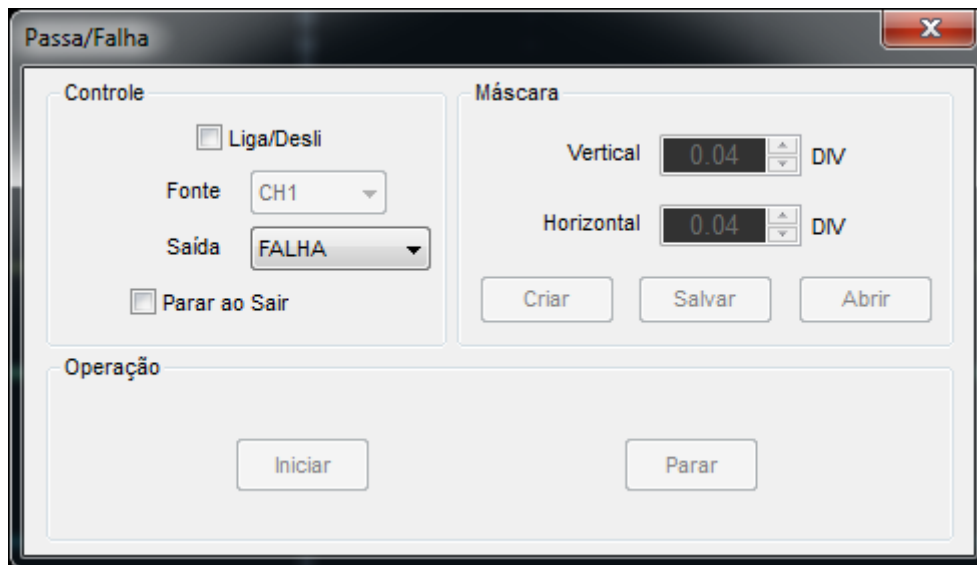 Passa/Falha
Controle
Liga/Desli
Fonte CH1
Saída FALHA
Parar ao Sair
Máscara
Vertical 0.04 DIV
Horizontal 0.04 DIV
Criar Salvar Abrir
Operação
Iniciar Parar